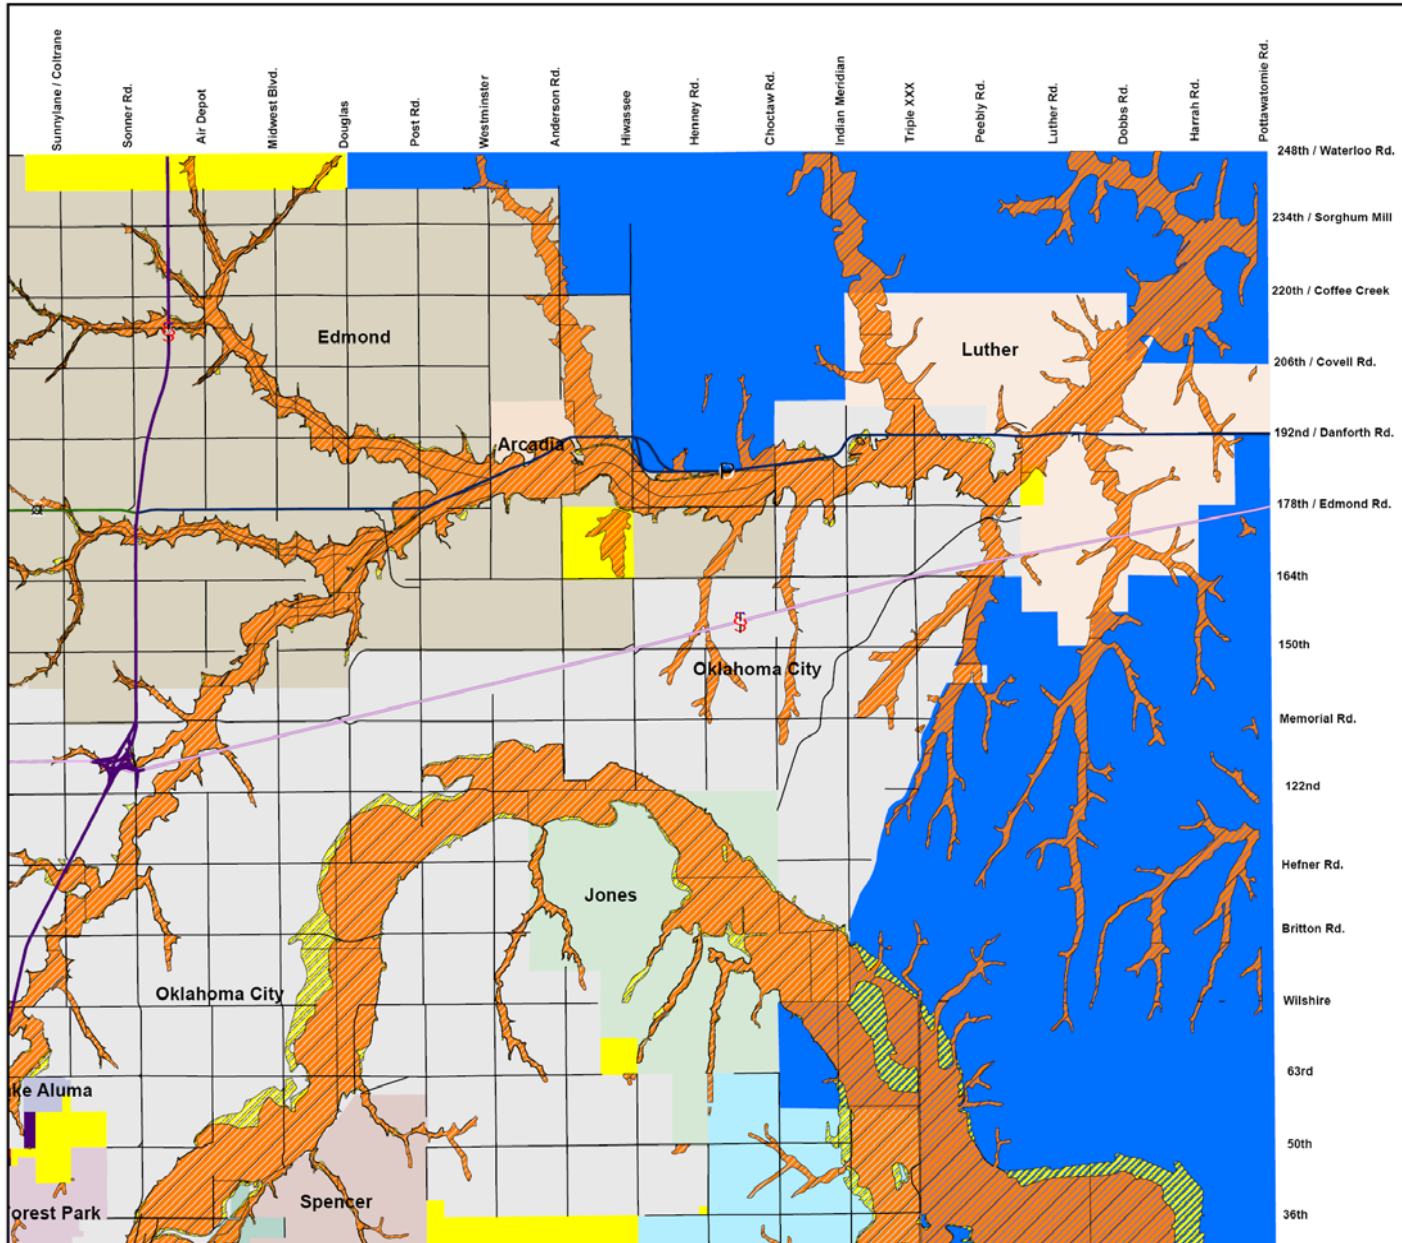 Sunnylane / Coltrane
Sonner Rd.
Air Depot
Midwest Blvd.
Douglas
Post Rd.
Westminster
Anderson Rd.
Hiwassee
Henney Rd.
Choctaw Rd.
Indian Meridian
Triple XXX
Peebly Rd.
Luther Rd.
Dobbs Rd.
Harrah Rd.
Pottawatomie Rd.
248th / Waterloo Rd.
234th / Sorghum Mill
220th / Coffee Creek
Edmond
Luther
206th / Covell Rd.
Arcadia
192nd / Danforth Rd.
178th / Edmond Rd.
164th
150th
Oklahoma City
Memorial Rd.
122nd
Hefner Rd.
Jones
Britton Rd.
Oklahoma City
Wilshire
63rd
ke Aluma
50th
Spencer
orest Park
36th